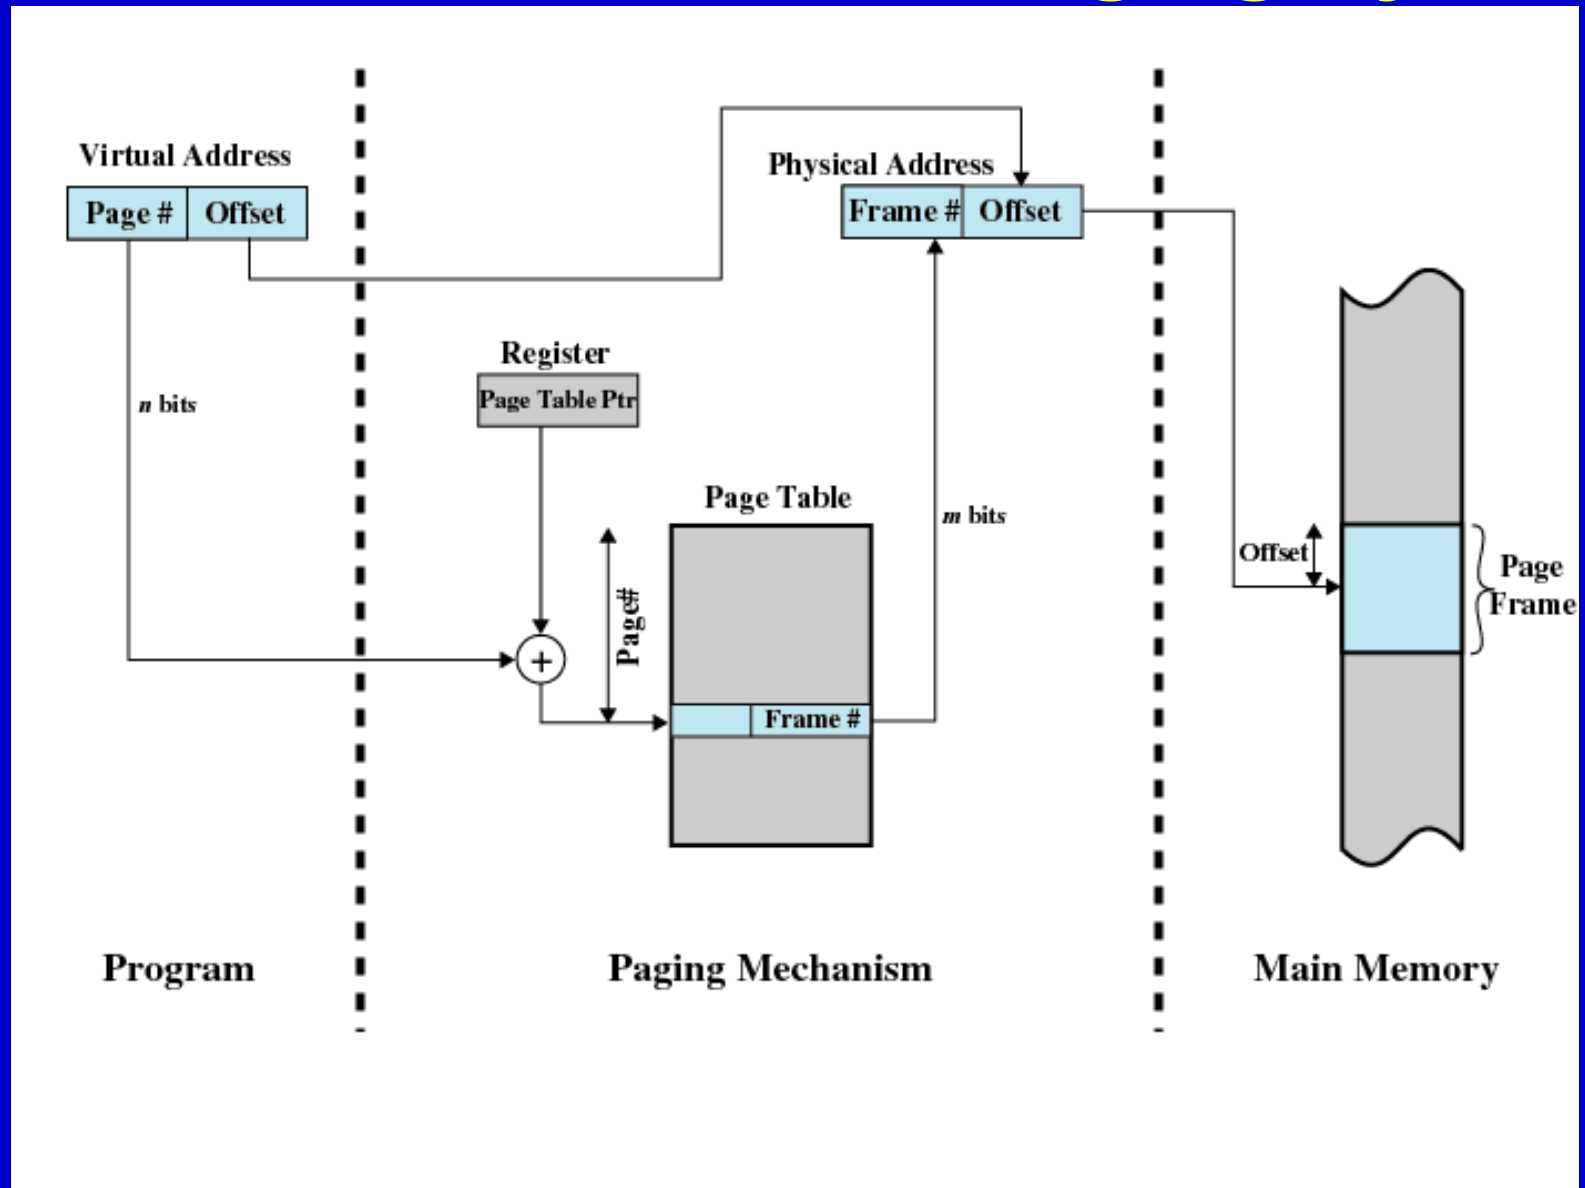 Virtual Address
Page # Offset
Physical Address
Frame # Offset
n bits
Register
Page Table Ptr
Page Table
m bits
Page#
+
Frame #
Offset
Page
Frame
Program
Paging Mechanism
Main Memory